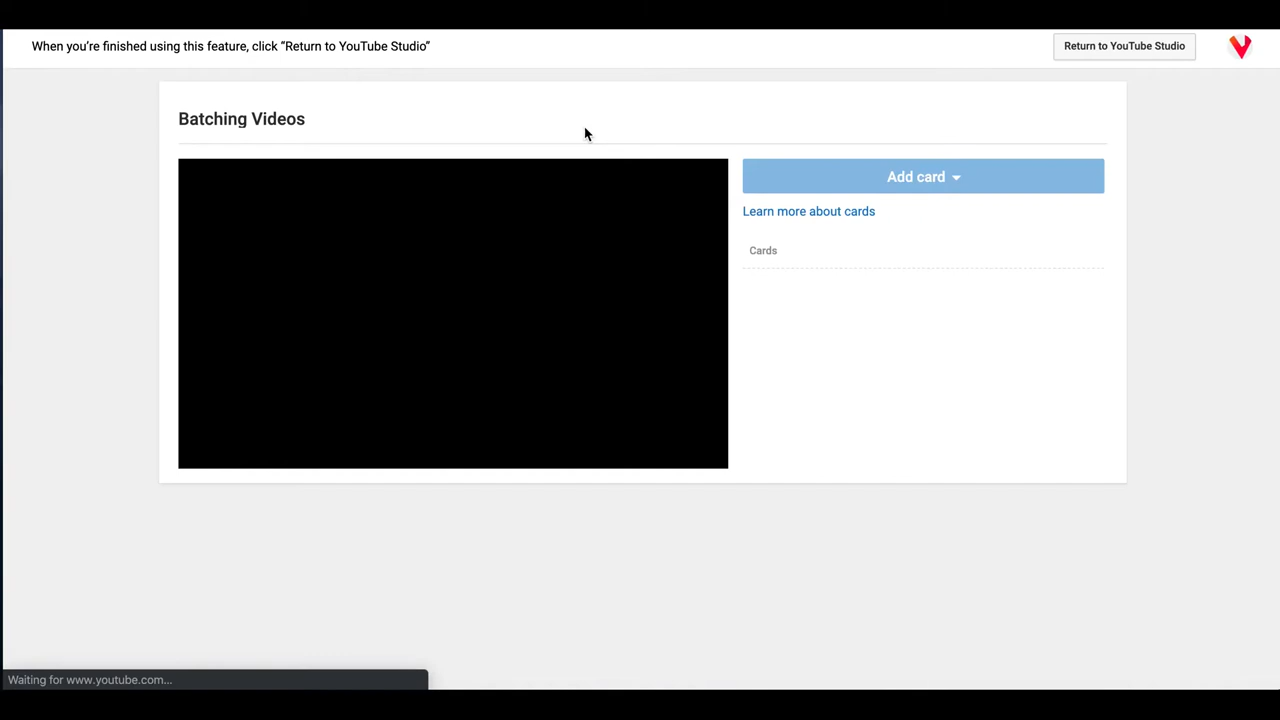 When you’re finished using this feature, click “Return to YouTube Studio”
Return to YouTube Studio
Batching Videos
Add card
Learn more about cards
Cards
Waiting for www.youtube.com...